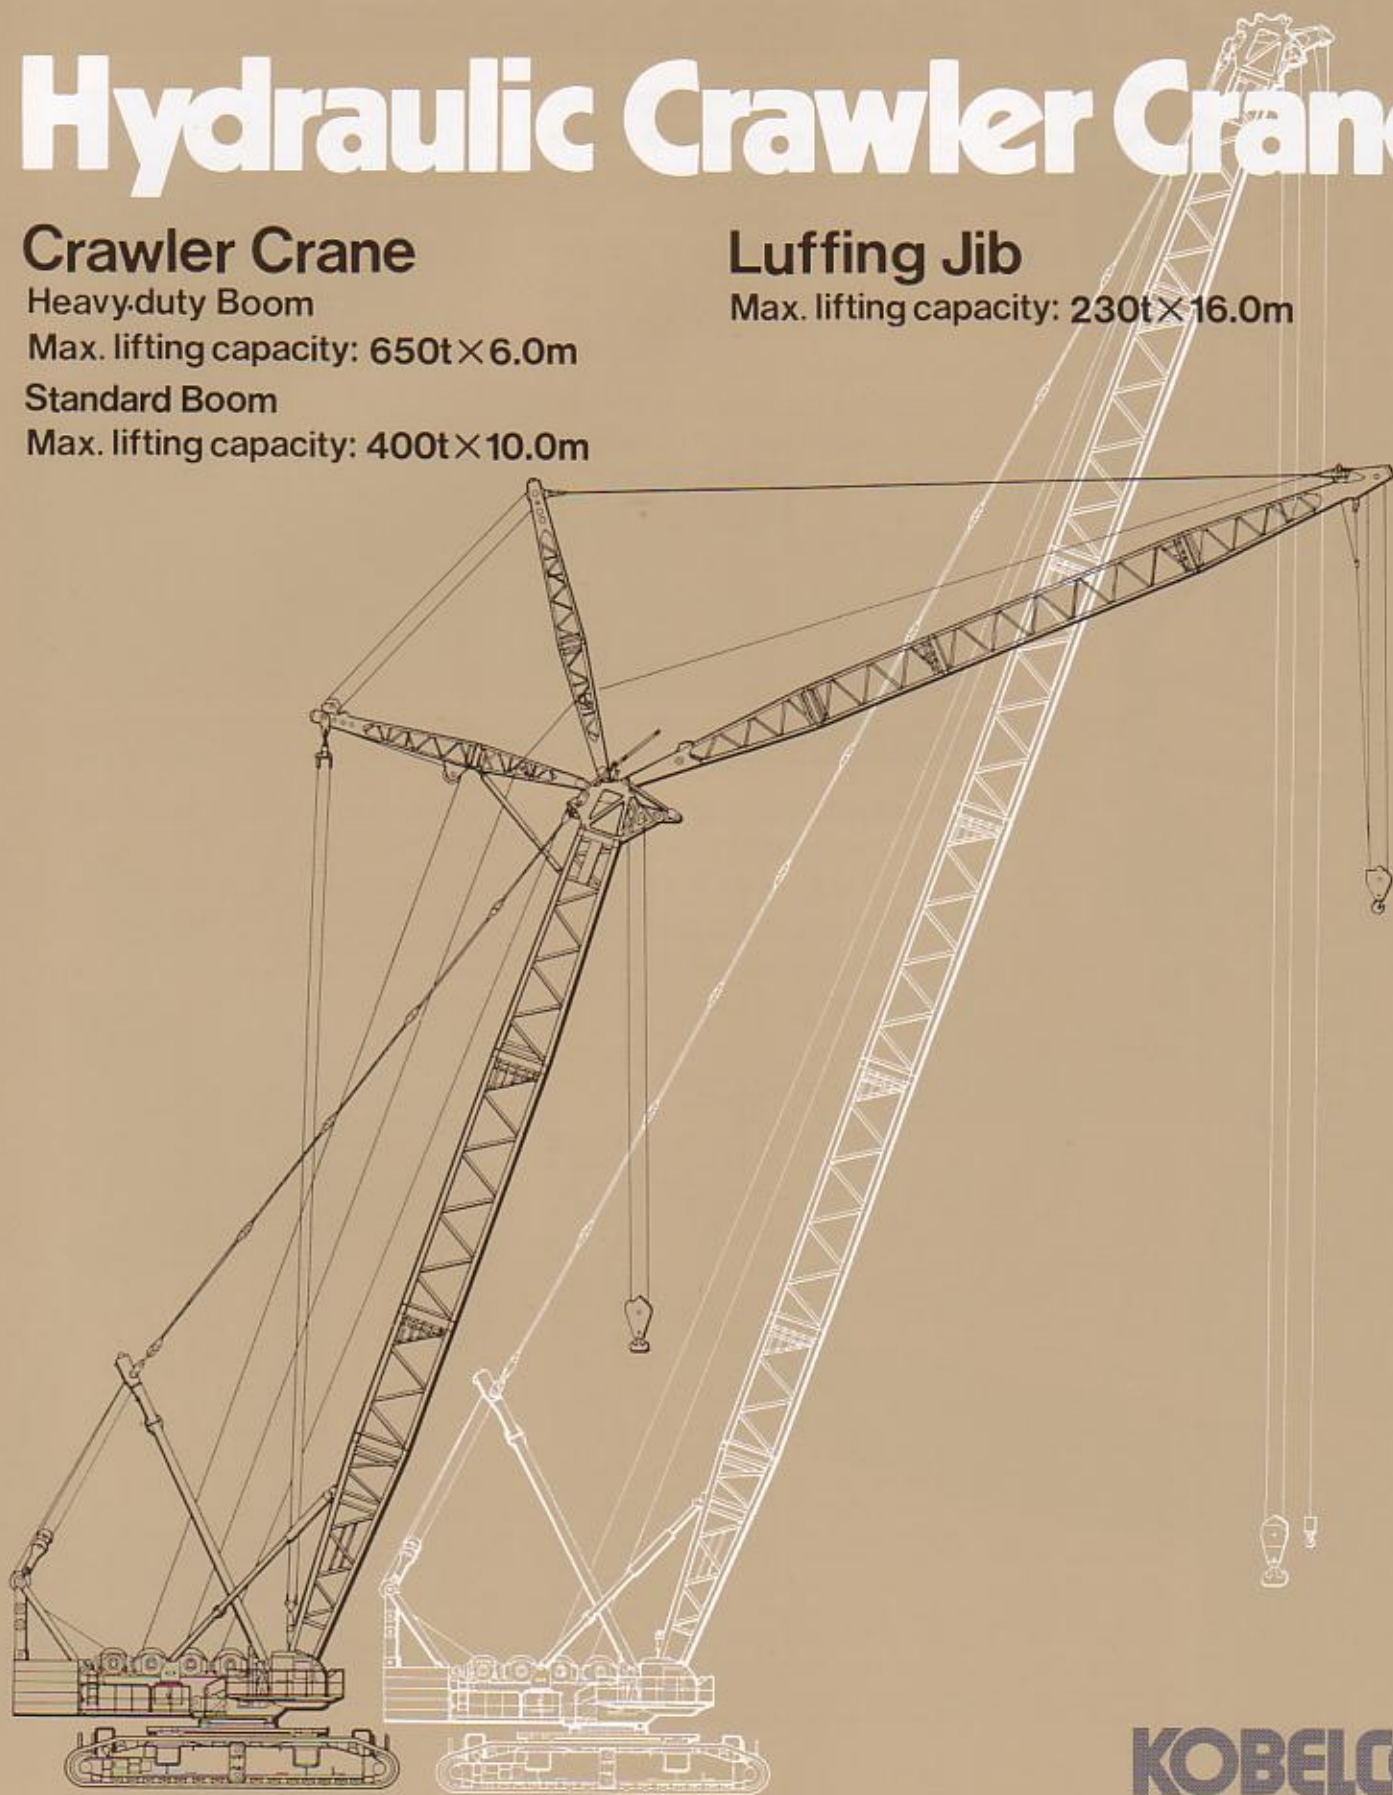 Hydraulic Crawler Cran
Crawler Crane
Heavy-duty Boom
Max. lifting capacity: 650t×6.0m
Standard Boom
Max. lifting capacity: 400t×10.0m
Luffing Jib
Max. lifting capacity: 230t×16.0m
KOBELC